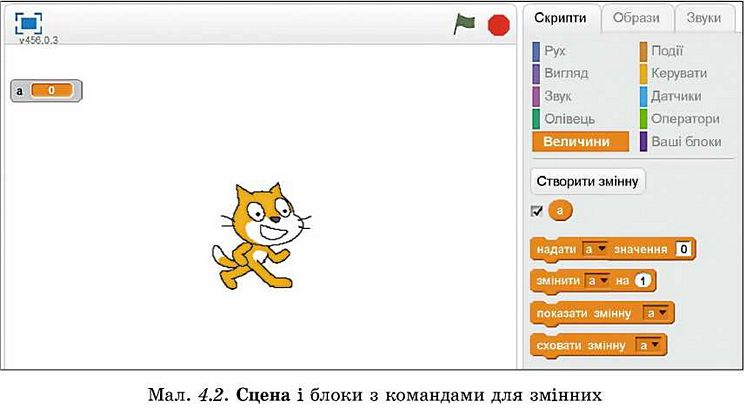 v456.0.3
a 0
Скрипти Образи Звуки
Рух Події
Вигляд Керувати
Звук Датчики
Олівець Оператори
Величини Ваші блоки
Створити змінну
a
надати a значення 0
змінити a на 1
показати змінну a
сховати змінну a
Мал. 4.2. Сцена і блоки з командами для змінних